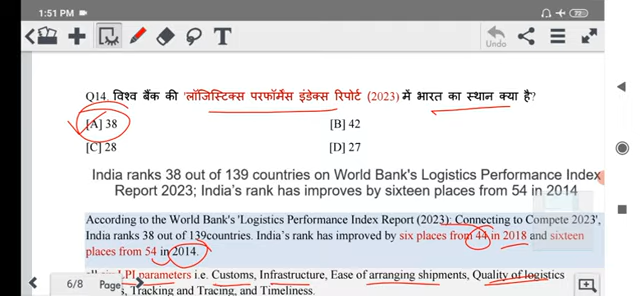 1:51 PM
Undo
Q14. विश्व बैंक की 'लॉजिस्टिक्स परफॉर्मेंस इंडेक्स रिपोर्ट (2023) में भारत का स्थान क्या है?
[A] 38
[B] 42
[C] 28
[D] 27
India ranks 38 out of 139 countries on World Bank's Logistics Performance Index
Report 2023; India's rank has improves by sixteen places from 54 in 2014
According to the World Bank's 'Logistics Performance Index Report (2023): Connecting to Compete 2023',
India ranks 38 out of 139countries. India's rank has improved by six places from 44 in 2018 and sixteen
places from 54 in 2014.
LPI parameters i.e. Customs, Infrastructure, Ease of arranging shipments, Quality of logistics
Tracking and Tracing, and Timeliness.
6/8 Page